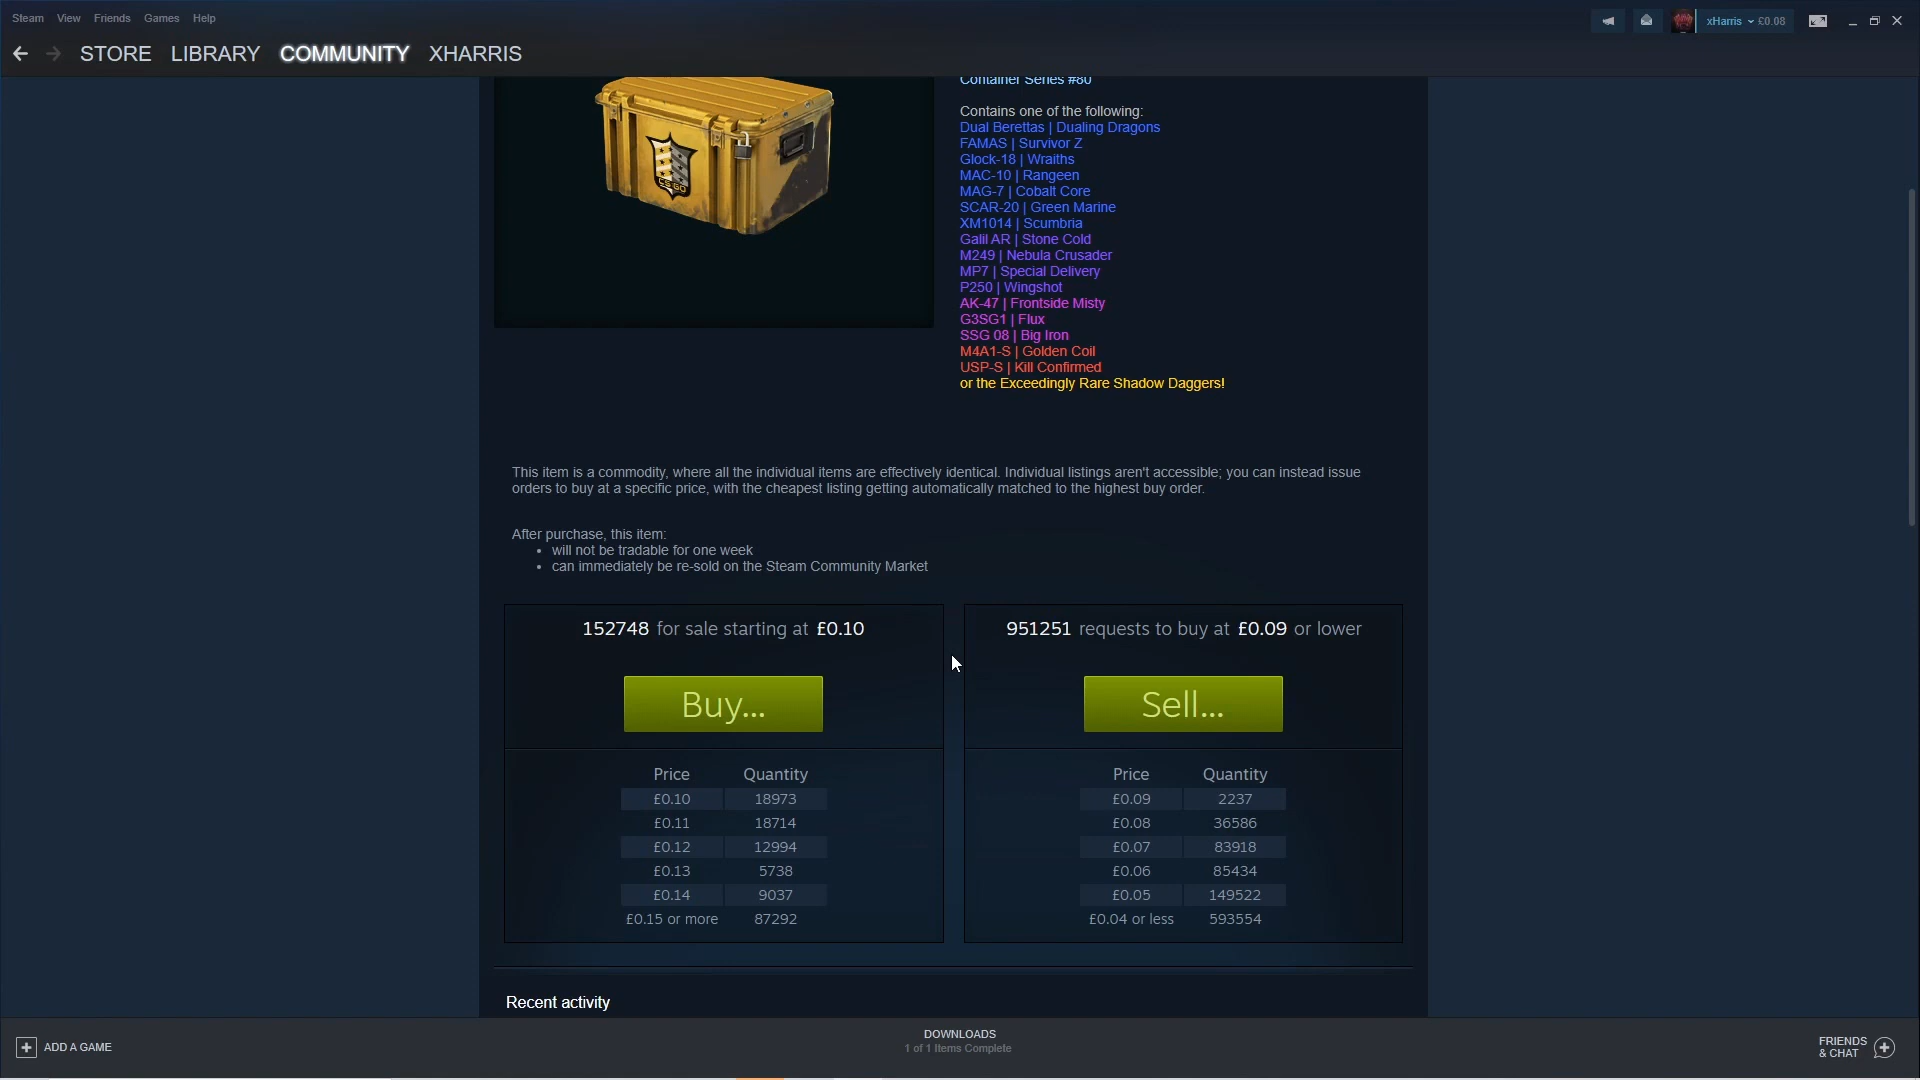 Steam View Friends Games Help
xHarris £0.08
STORE LIBRARY COMMUNITY XHARRIS
Container Series #80
Contains one of the following:
Dual Berettas | Dualing Dragons
FAMAS | Survivor Z
Glock-18 | Wraiths
MAC-10 | Rangeen
MAG-7 | Cobalt Core
SCAR-20 | Green Marine
XM1014 | Scumbria
Galil AR | Stone Cold
M249 | Nebula Crusader
MP7 | Special Delivery
P250 | Wingshot
AK-47 | Frontside Misty
G3SG1 | Flux
SSG 08 | Big Iron
M4A1-S | Golden Coil
USP-S | Kill Confirmed
or the Exceedingly Rare Shadow Daggers!
CS GO
This item is a commodity, where all the individual items are effectively identical. Individual listings aren't accessible; you can instead issue
orders to buy at a specific price, with the cheapest listing getting automatically matched to the highest buy order.
After purchase, this item:
• will not be tradable for one week
• can immediately be re-sold on the Steam Community Market
152748 for sale starting at £0.10
Buy...
Price Quantity
£0.10 18973
£0.11 18714
£0.12 12994
£0.13 5738
£0.14 9037
£0.15 or more 87292
951251 requests to buy at £0.09 or lower
Sell...
Price Quantity
£0.09 2237
£0.08 36586
£0.07 83918
£0.06 85434
£0.05 149522
£0.04 or less 593554
Recent activity
ADD A GAME
DOWNLOADS
1 of 1 Items Complete
FRIENDS
& CHAT